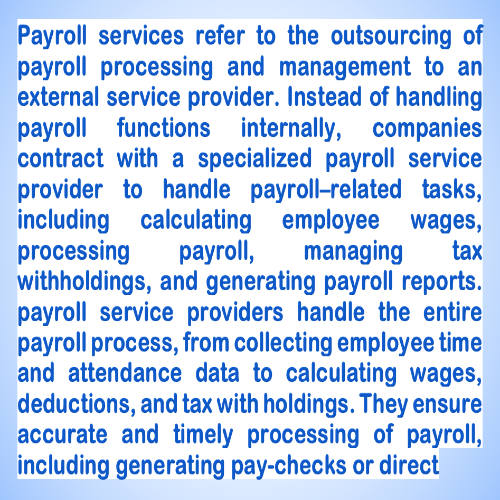 Payroll services refer to the outsourcing of
payroll processing and management to an
external service provider. Instead of handling
payroll functions internally, companies
contract with a specialized payroll service
provider to handle payroll–related tasks,
including calculating employee wages,
processing payroll, managing tax
withholdings, and generating payroll reports.
payroll service providers handle the entire
payroll process, from collecting employee time
and attendance data to calculating wages,
deductions, and tax with holdings. They ensure
accurate and timely processing of payroll,
including generating pay-checks or direct